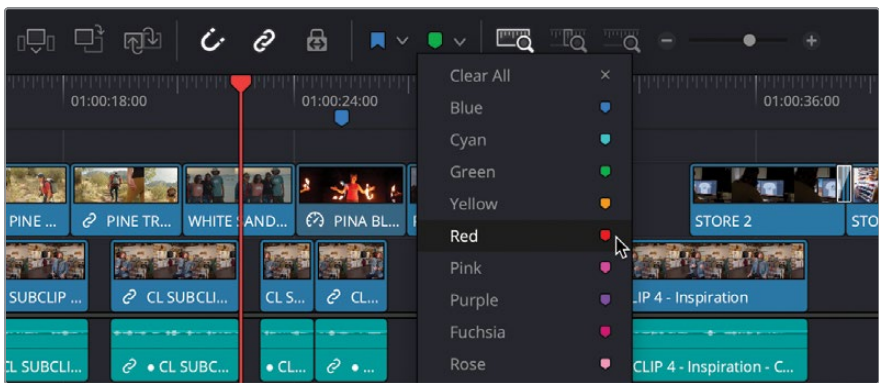 01:00:18:00
01:00:24:00
01:00:36:00
Clear All
Blue
Cyan
Green
Yellow
Red
Pink
Purple
Fuchsia
Rose
PINE ...
PINE TR...
WHITE SAND...
PINA BL...
STORE 2
STO
SUBCLIP ...
CL SUBCLI...
CL S...
CL...
LIP 4 - Inspiration
CL SUBCLI...
• CL SUBC...
• CL...
• ...
CLIP 4 - Inspiration - C...